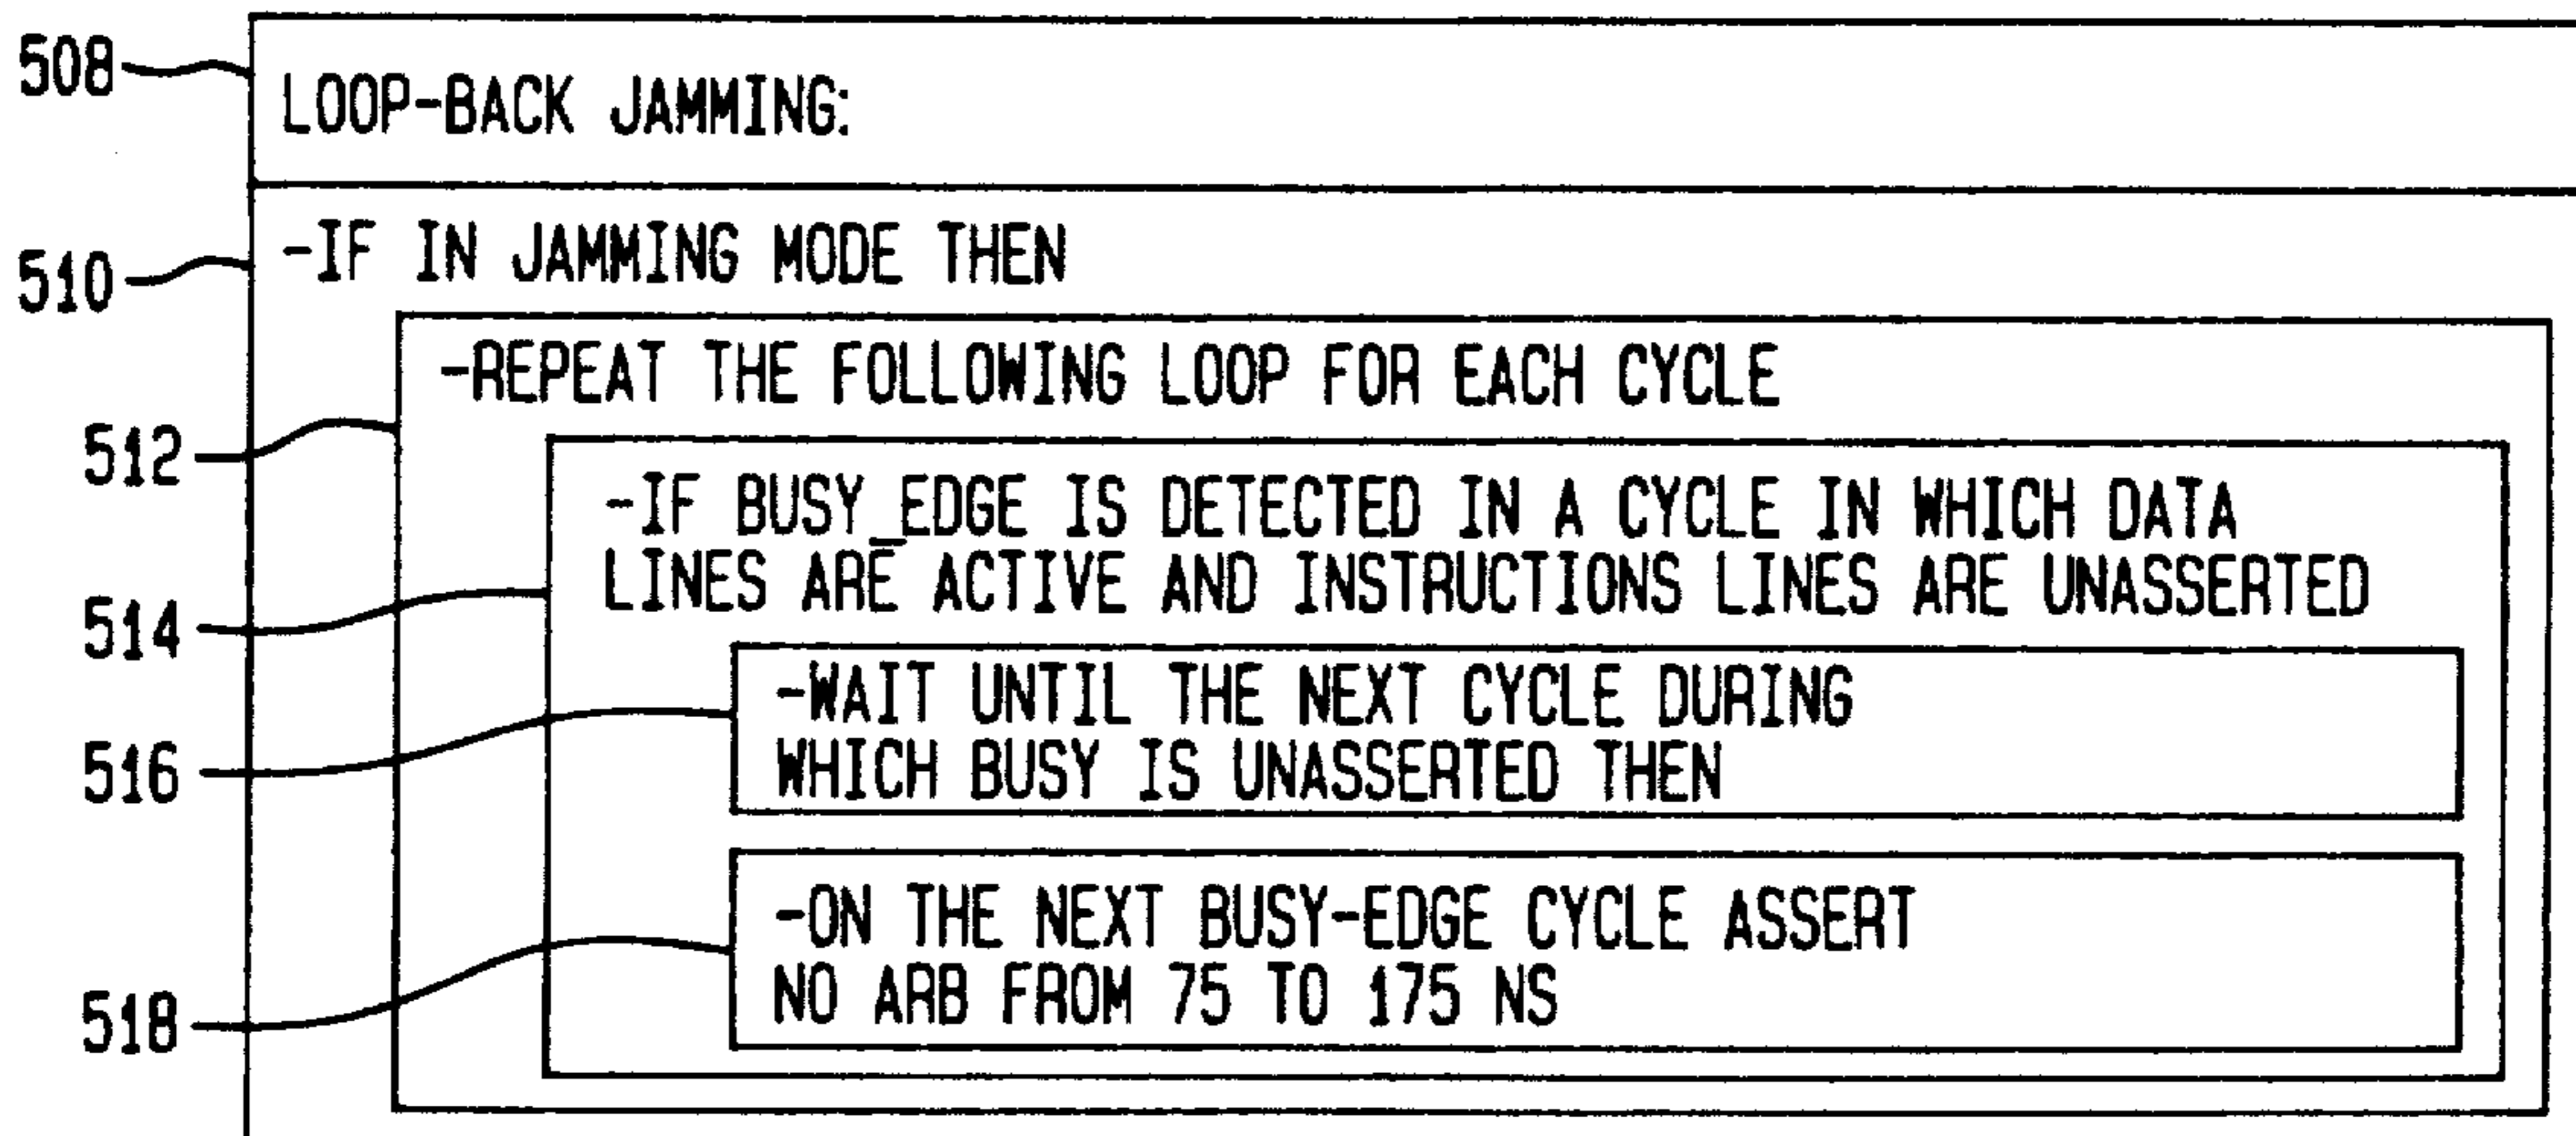 508
LOOP-BACK JAMMING:
510
-IF IN JAMMING MODE THEN
-REPEAT THE FOLLOWING LOOP FOR EACH CYCLE
512
-IF BUSY_EDGE IS DETECTED IN A CYCLE IN WHICH DATA
LINES ARE ACTIVE AND INSTRUCTIONS LINES ARE UNASSERTED
514
-WAIT UNTIL THE NEXT CYCLE DURING
WHICH BUSY IS UNASSERTED THEN
516
-ON THE NEXT BUSY-EDGE CYCLE ASSERT
NO ARB FROM 75 TO 175 NS
518